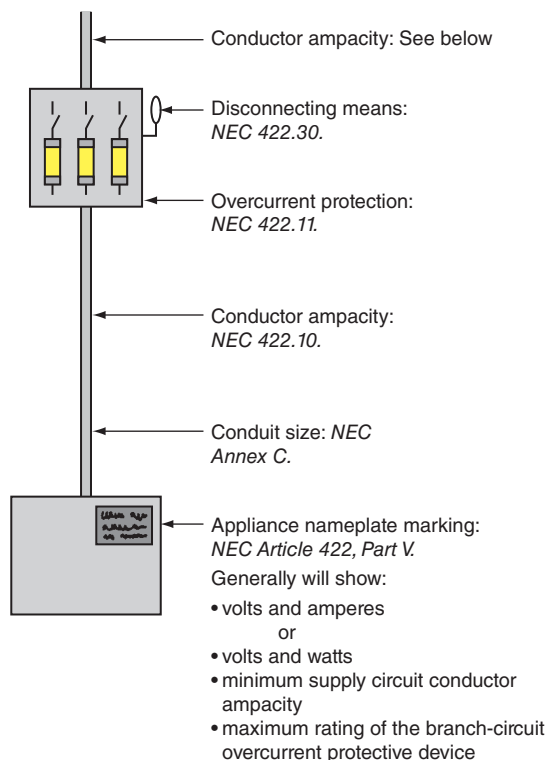 Conductor ampacity: See below
Disconnecting means:
NEC 422.30.
Overcurrent protection:
NEC 422.11.
Conductor ampacity:
NEC 422.10.
Conduit size: NEC
Annex C.
Appliance nameplate marking:
NEC Article 422, Part V.
Generally will show:
• volts and amperes
or
• volts and watts
• minimum supply circuit conductor
ampacity
• maximum rating of the branch-circuit
overcurrent protective device